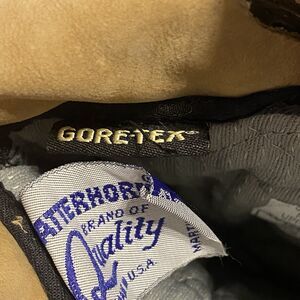 GORE-TEX
ATTERHORN
BRAND OF
Quality
U.S.A.